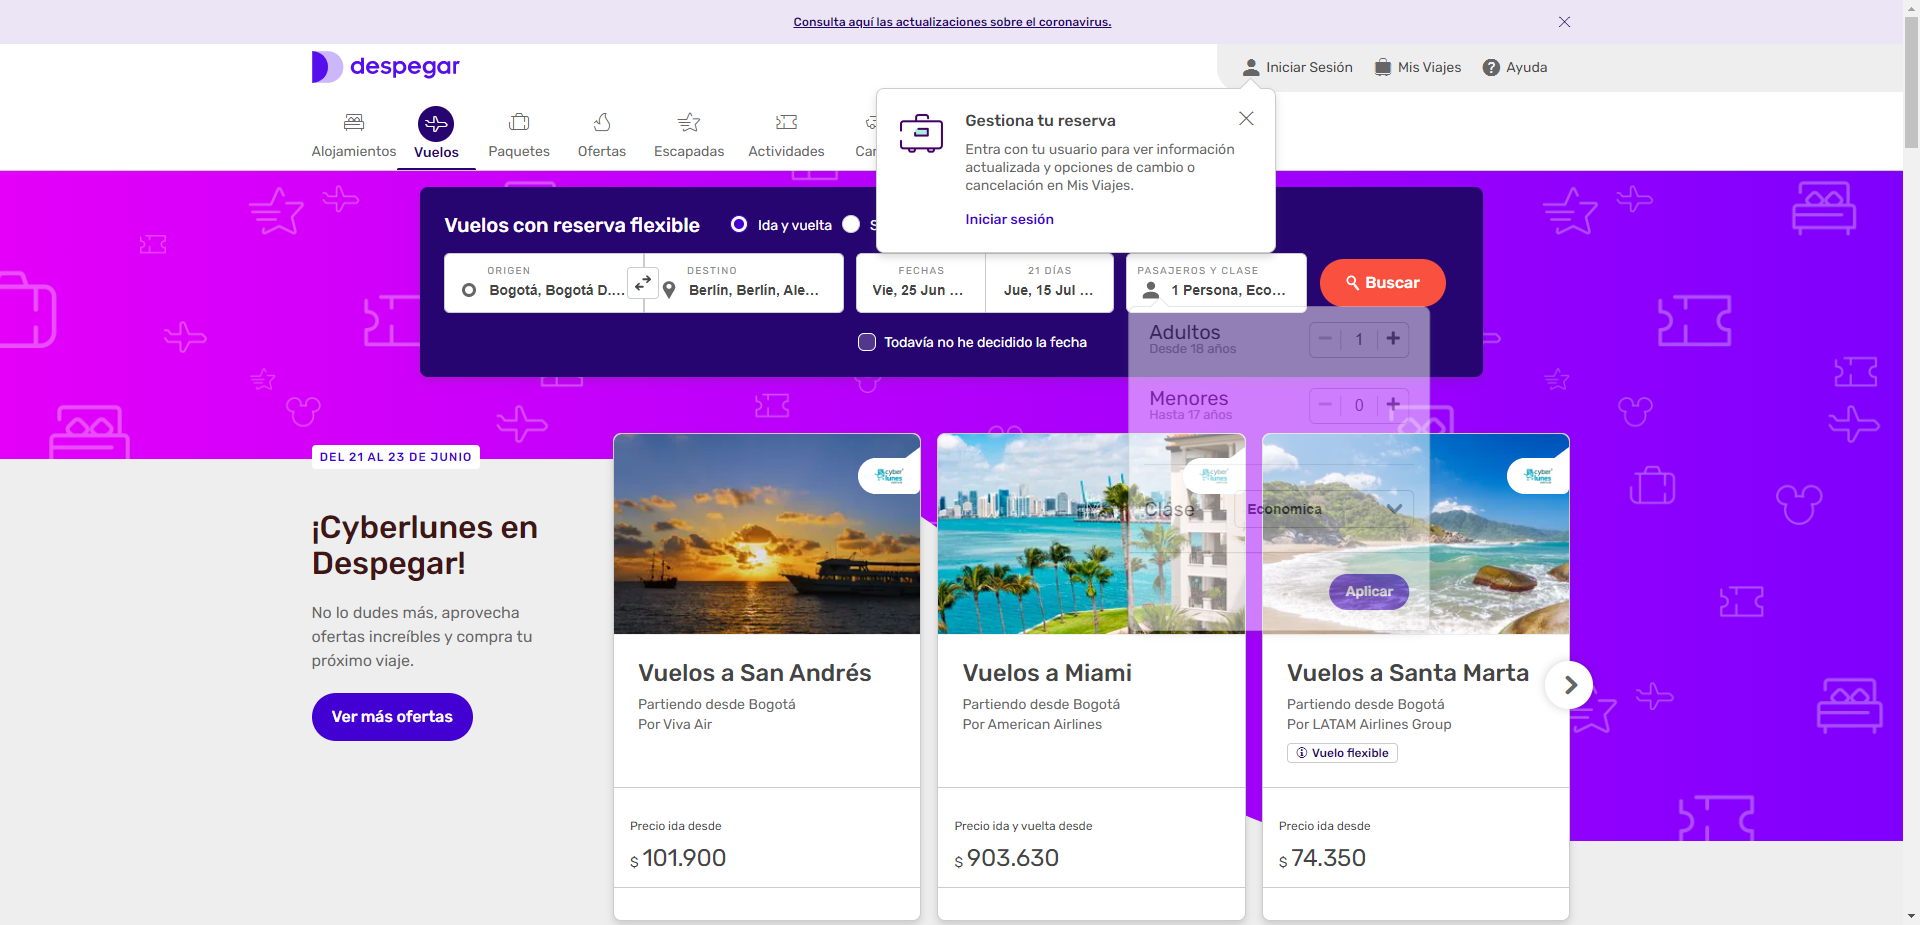 Consulta aquí las actualizaciones sobre el coronavirus.
despegar
Iniciar Sesión
Mis Viajes
Ayuda
Alojamientos
Vuelos
Paquetes
Ofertas
Escapadas
Actividades
Gestiona tu reserva
Entra con tu usuario para ver información
actualizada y opciones de cambio o
cancelación en Mis Viajes.
Iniciar sesión
Vuelos con reserva flexible
Ida y vuelta
ORIGEN
Bogotá, Bogotá D....
DESTINO
Berlín, Berlín, Ale...
FECHAS
Vie, 25 Jun ...
21 DÍAS
Jue, 15 Jul ...
PASAJEROS Y CLASE
1 Persona, Eco...
Buscar
Todavía no he decidido la fecha
Adultos
Desde 18 años
1
Menores
Hasta 17 años
0
Clase
Economica
Aplicar
DEL 21 AL 23 DE JUNIO
¡Cyberlunes en
Despegar!
No lo dudes más, aprovecha
ofertas increíbles y compra tu
próximo viaje.
Ver más ofertas
cyber
lunes
Vuelos a San Andrés
Partiendo desde Bogotá
Por Viva Air
Precio ida desde
$ 101.900
cyber
lunes
Vuelos a Miami
Partiendo desde Bogotá
Por American Airlines
Precio ida y vuelta desde
$ 903.630
cyber
lunes
Vuelos a Santa Marta
Partiendo desde Bogotá
Por LATAM Airlines Group
Vuelo flexible
Precio ida desde
$ 74.350